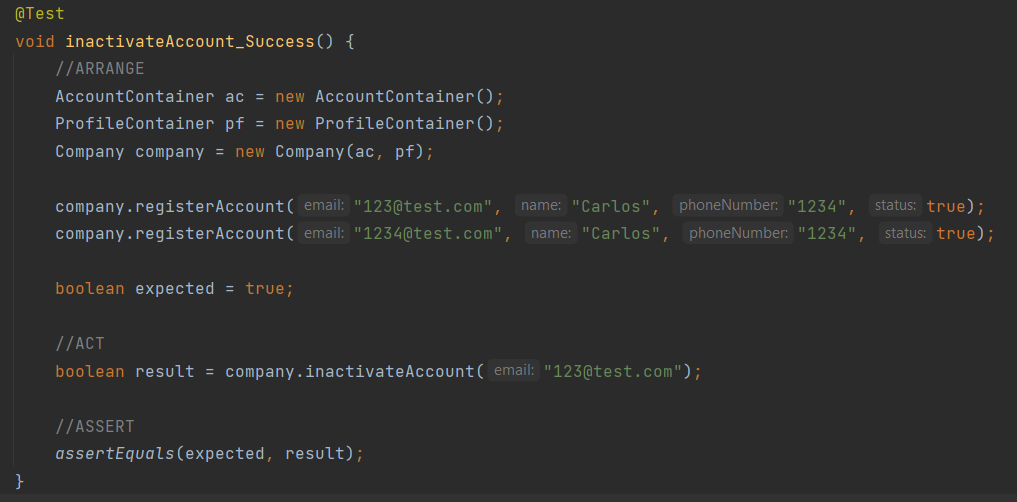 @Test
void inactivateAccount_Success() {
//ARRANGE
AccountContainer ac = new AccountContainer();
ProfileContainer pf = new ProfileContainer();
Company company = new Company(ac, pf);
company.registerAccount( email: "123@test.com", name: "Carlos", phoneNumber: "1234", status: true);
company.registerAccount( email: "1234@test.com", name: "Carlos", phoneNumber: "1234", status: true);
boolean expected = true;
//ACT
boolean result = company.inactivateAccount( email: "123@test.com");
//ASSERT
assertEquals(expected, result);
}